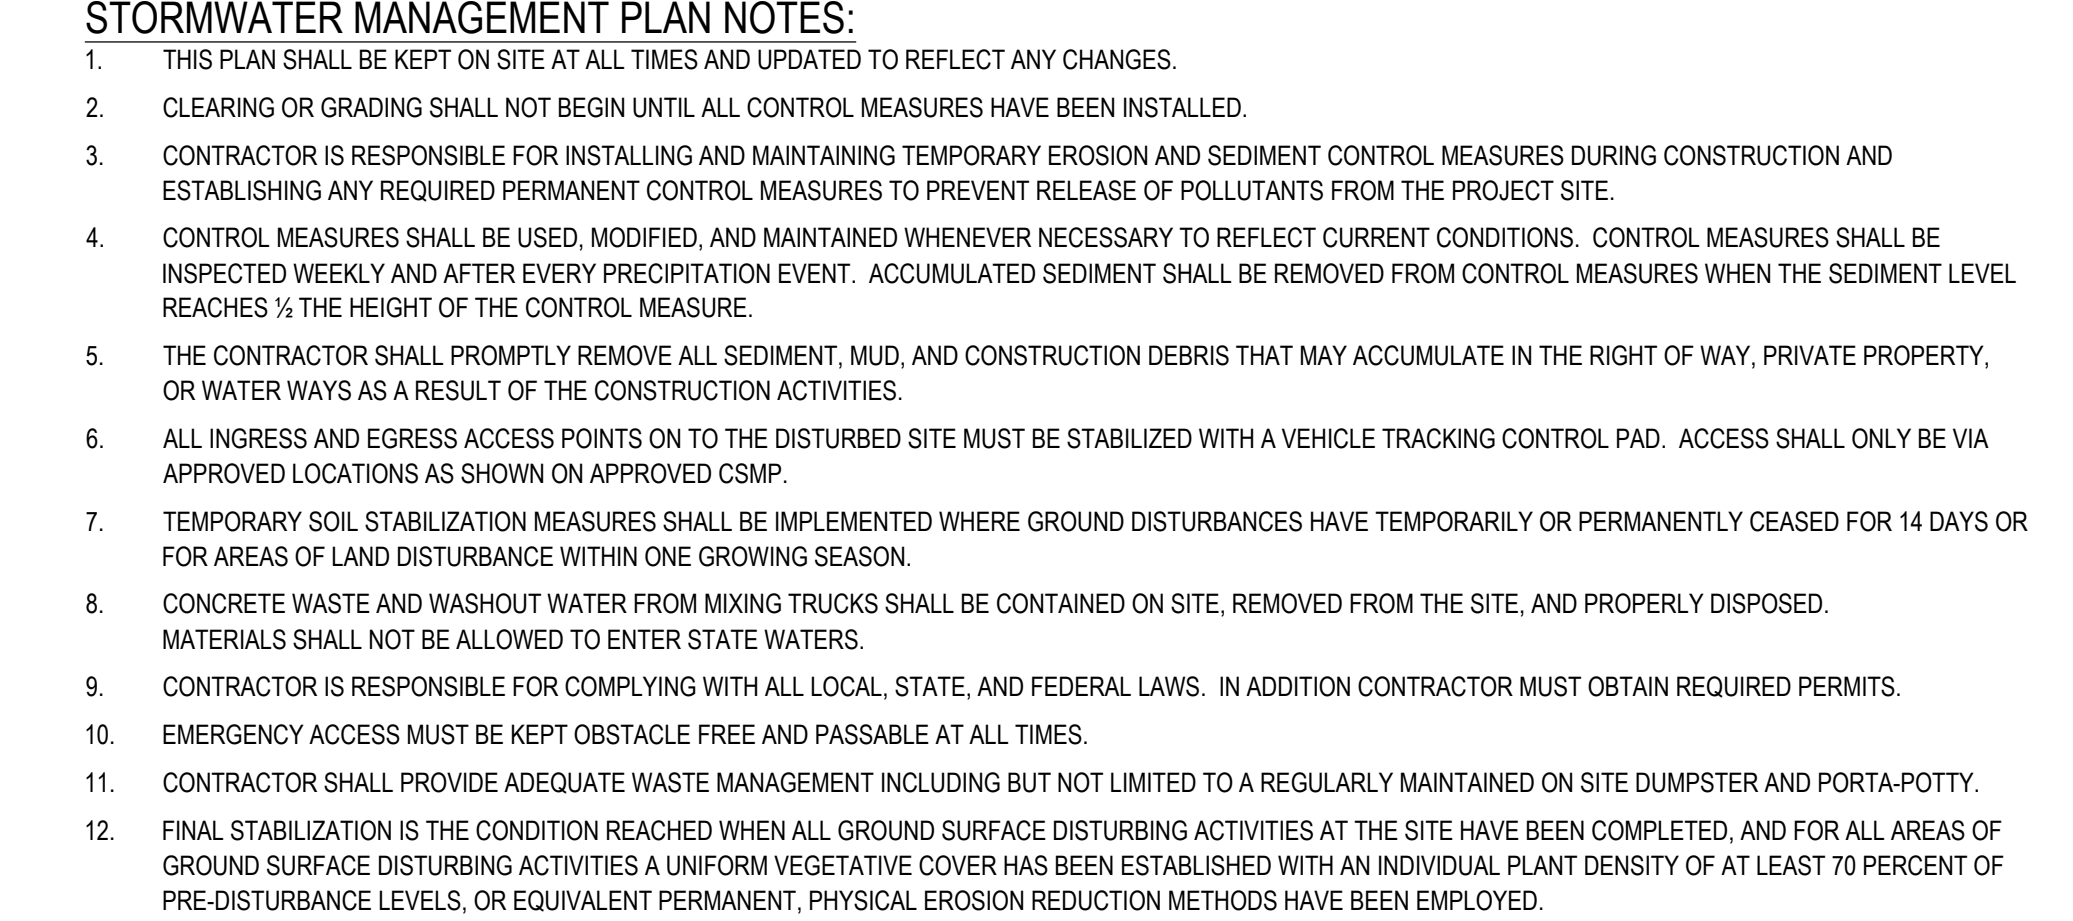 STORMWATER MANAGEMENT PLAN NOTES:
1. THIS PLAN SHALL BE KEPT ON SITE AT ALL TIMES AND UPDATED TO REFLECT ANY CHANGES.
2. CLEARING OR GRADING SHALL NOT BEGIN UNTIL ALL CONTROL MEASURES HAVE BEEN INSTALLED.
3. CONTRACTOR IS RESPONSIBLE FOR INSTALLING AND MAINTAINING TEMPORARY EROSION AND SEDIMENT CONTROL MEASURES DURING CONSTRUCTION AND
ESTABLISHING ANY REQUIRED PERMANENT CONTROL MEASURES TO PREVENT RELEASE OF POLLUTANTS FROM THE PROJECT SITE.
4. CONTROL MEASURES SHALL BE USED, MODIFIED, AND MAINTAINED WHENEVER NECESSARY TO REFLECT CURRENT CONDITIONS. CONTROL MEASURES SHALL BE
INSPECTED WEEKLY AND AFTER EVERY PRECIPITATION EVENT. ACCUMULATED SEDIMENT SHALL BE REMOVED FROM CONTROL MEASURES WHEN THE SEDIMENT LEVEL
REACHES ½ THE HEIGHT OF THE CONTROL MEASURE.
5. THE CONTRACTOR SHALL PROMPTLY REMOVE ALL SEDIMENT, MUD, AND CONSTRUCTION DEBRIS THAT MAY ACCUMULATE IN THE RIGHT OF WAY, PRIVATE PROPERTY,
OR WATER WAYS AS A RESULT OF THE CONSTRUCTION ACTIVITIES.
6. ALL INGRESS AND EGRESS ACCESS POINTS ON TO THE DISTURBED SITE MUST BE STABILIZED WITH A VEHICLE TRACKING CONTROL PAD. ACCESS SHALL ONLY BE VIA
APPROVED LOCATIONS AS SHOWN ON APPROVED CSMP.
7. TEMPORARY SOIL STABILIZATION MEASURES SHALL BE IMPLEMENTED WHERE GROUND DISTURBANCES HAVE TEMPORARILY OR PERMANENTLY CEASED FOR 14 DAYS OR
FOR AREAS OF LAND DISTURBANCE WITHIN ONE GROWING SEASON.
8. CONCRETE WASTE AND WASHOUT WATER FROM MIXING TRUCKS SHALL BE CONTAINED ON SITE, REMOVED FROM THE SITE, AND PROPERLY DISPOSED.
MATERIALS SHALL NOT BE ALLOWED TO ENTER STATE WATERS.
9. CONTRACTOR IS RESPONSIBLE FOR COMPLYING WITH ALL LOCAL, STATE, AND FEDERAL LAWS. IN ADDITION CONTRACTOR MUST OBTAIN REQUIRED PERMITS.
10. EMERGENCY ACCESS MUST BE KEPT OBSTACLE FREE AND PASSABLE AT ALL TIMES.
11. CONTRACTOR SHALL PROVIDE ADEQUATE WASTE MANAGEMENT INCLUDING BUT NOT LIMITED TO A REGULARLY MAINTAINED ON SITE DUMPSTER AND PORTA-POTTY.
12. FINAL STABILIZATION IS THE CONDITION REACHED WHEN ALL GROUND SURFACE DISTURBING ACTIVITIES AT THE SITE HAVE BEEN COMPLETED, AND FOR ALL AREAS OF
GROUND SURFACE DISTURBING ACTIVITIES A UNIFORM VEGETATIVE COVER HAS BEEN ESTABLISHED WITH AN INDIVIDUAL PLANT DENSITY OF AT LEAST 70 PERCENT OF
PRE-DISTURBANCE LEVELS, OR EQUIVALENT PERMANENT, PHYSICAL EROSION REDUCTION METHODS HAVE BEEN EMPLOYED.